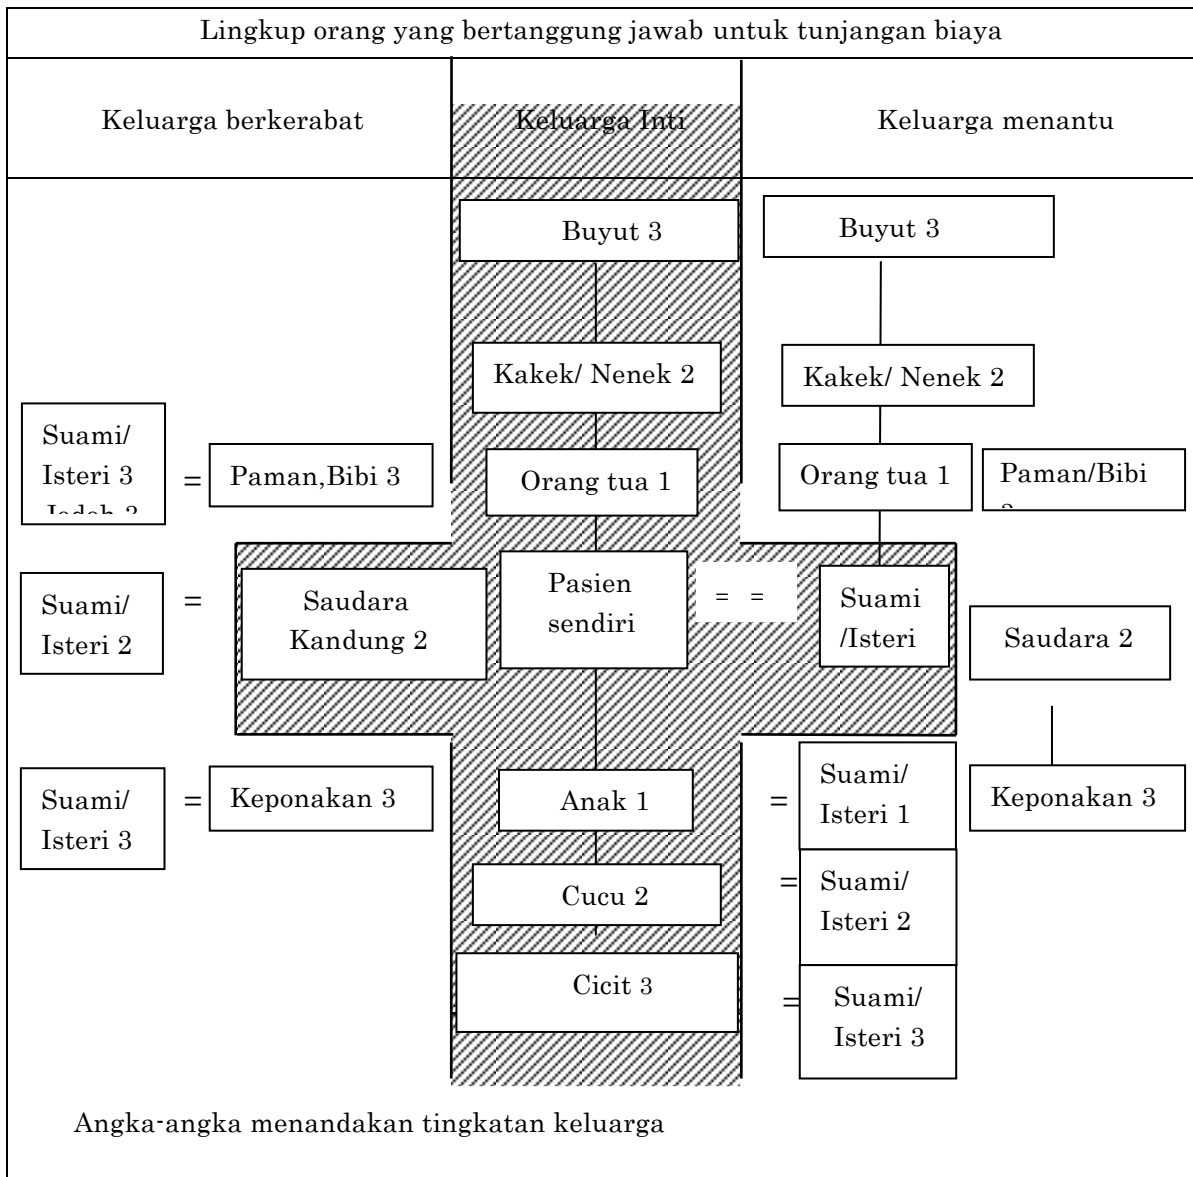 Lingkup orang yang bertanggung jawab untuk tunjangan biaya
Keluarga berkerabat
Keluarga Inti
Keluarga menantu
Buyut 3
Buyut 3
Kakek/ Nenek 2
Kakek/ Nenek 2
Suami/
Isteri 3
=
Paman,Bibi 3
Orang tua 1
Orang tua 1
Paman/Bibi
Suami/
Isteri 2
=
Saudara
Kandung 2
Pasien
sendiri
= =
Suami
/Isteri
Saudara 2
Suami/
Isteri 3
=
Keponakan 3
Anak 1
=
Suami/
Isteri 1
Keponakan 3
Cucu 2
=
Suami/
Isteri 2
Cicit 3
=
Suami/
Isteri 3
Angka-angka menandakan tingkatan keluarga